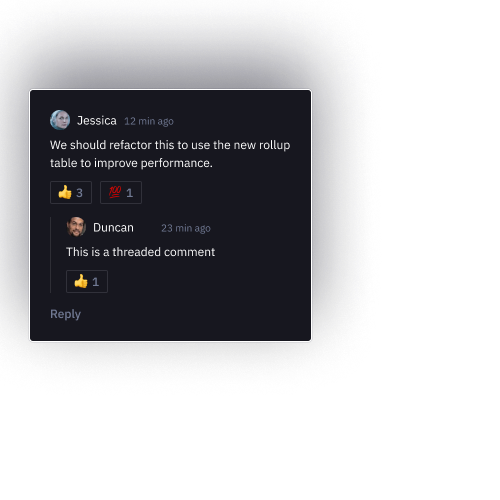 Jessica 12 min ago
We should refactor this to use the new rollup
table to improve performance.
👍 3 💯 1
Duncan 23 min ago
This is a threaded comment
👍 1
Reply